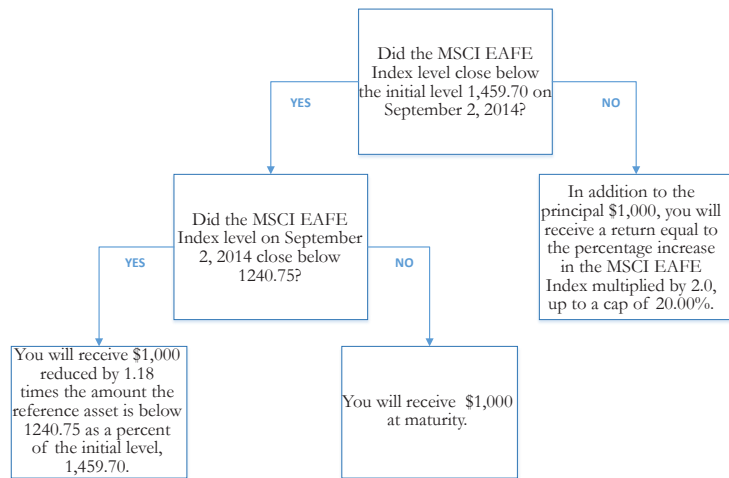 Did the MSCI EAFE
Index level close below
the initial level 1,459.70 on
September 2, 2014?
YES
NO
Did the MSCI EAFE
Index level on September
2, 2014 close below
1240.75?
In addition to the
principal $1,000, you will
receive a return equal to
the percentage increase
in the MSCI EAFE
Index multiplied by 2.0,
up to a cap of 20.00%.
YES
NO
You will receive $1,000
reduced by 1.18
times the amount the
reference asset is below
1240.75 as a percent
of the initial level,
1,459.70.
You will receive $1,000
at maturity.